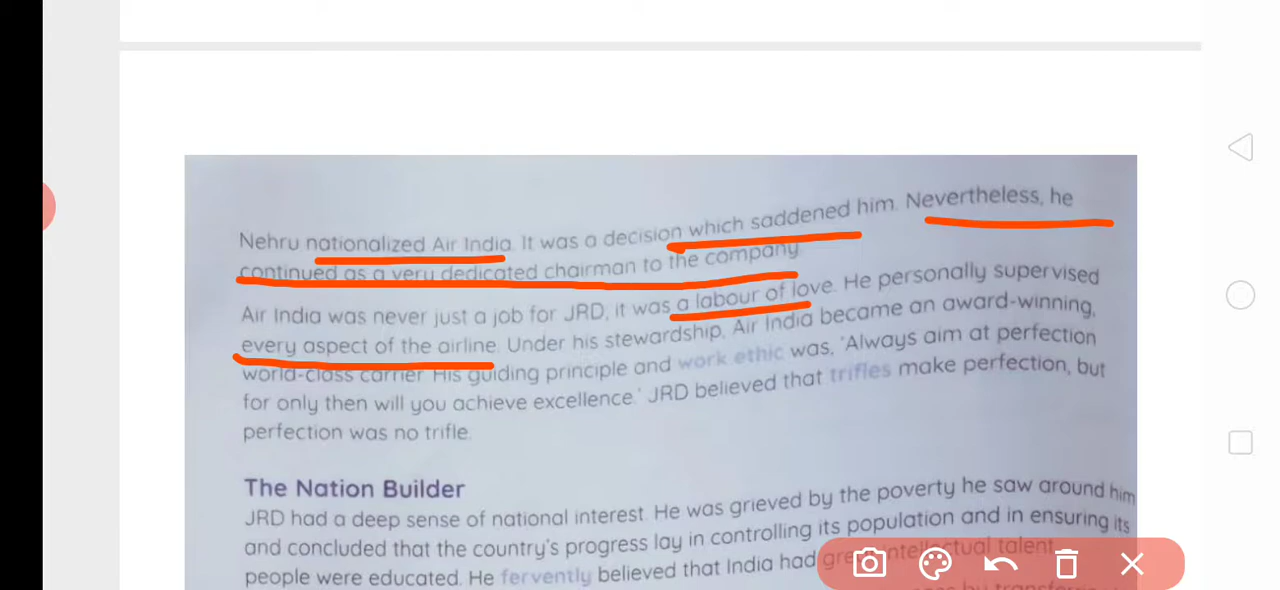 Nehru nationalized Air India. It was a decision which saddened him. Nevertheless, he
continued as a very dedicated chairman to the company.
Air India was never just a job for JRD, it was a labour of love. He personally supervised
every aspect of the airline. Under his stewardship, Air India became an award-winning,
world-class carrier. His guiding principle and work ethic was, 'Always aim at perfection
for only then will you achieve excellence.' JRD believed that trifles make perfection, but
perfection was no trifle.
The Nation Builder
JRD had a deep sense of national interest. He was grieved by the poverty he saw around him
and concluded that the country's progress lay in controlling its population and in ensuring its
people were educated. He fervently believed that India had great intellectual talent